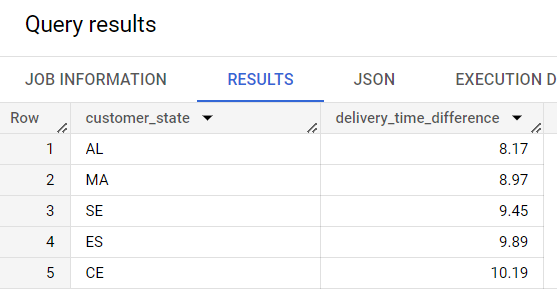 Query results
JOB INFORMATION RESULTS JSON EXECUTION D
Row customer_state delivery_time_difference
1 AL 8.17
2 MA 8.97
3 SE 9.45
4 ES 9.89
5 CE 10.19